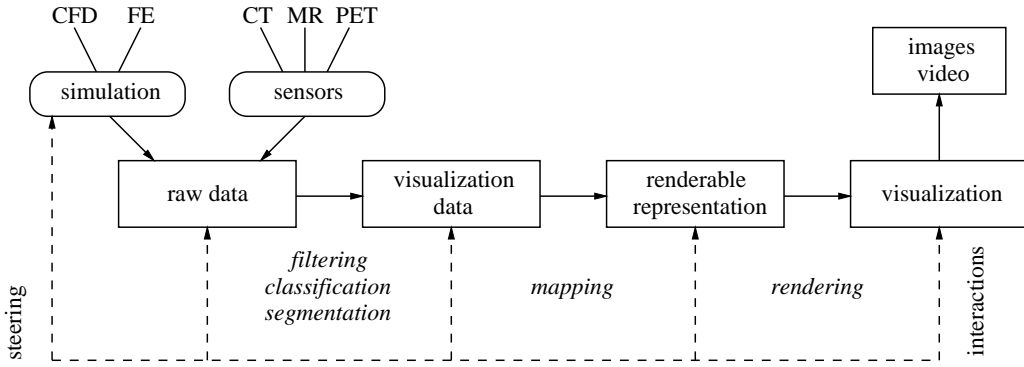 CFD FE CT MR PET
images
video
simulation sensors
raw data
visualization
data
renderable
representation
visualization
filtering
classification
segmentation
mapping
rendering
steering
interactions